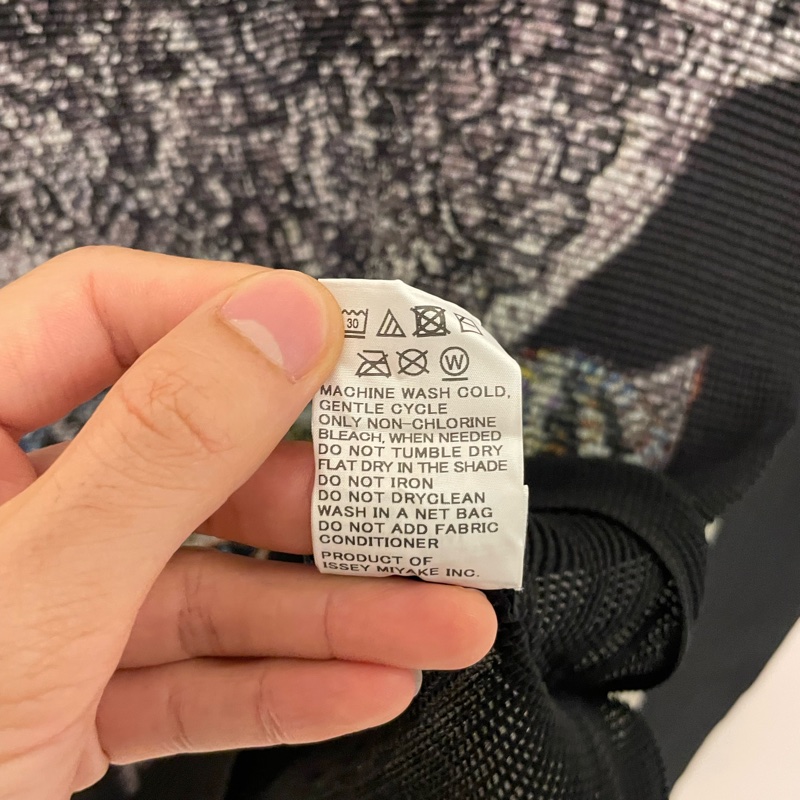 30
W
MACHINE WASH COLD,
GENTLE CYCLE
ONLY NON-CHLORINE
BLEACH, WHEN NEEDED
DO NOT TUMBLE DRY
FLAT DRY IN THE SHADE
DO NOT IRON
DO NOT DRYCLEAN
WASH IN A NET BAG
DO NOT ADD FABRIC
CONDITIONER
PRODUCT OF
ISSEY MIYAKE INC.